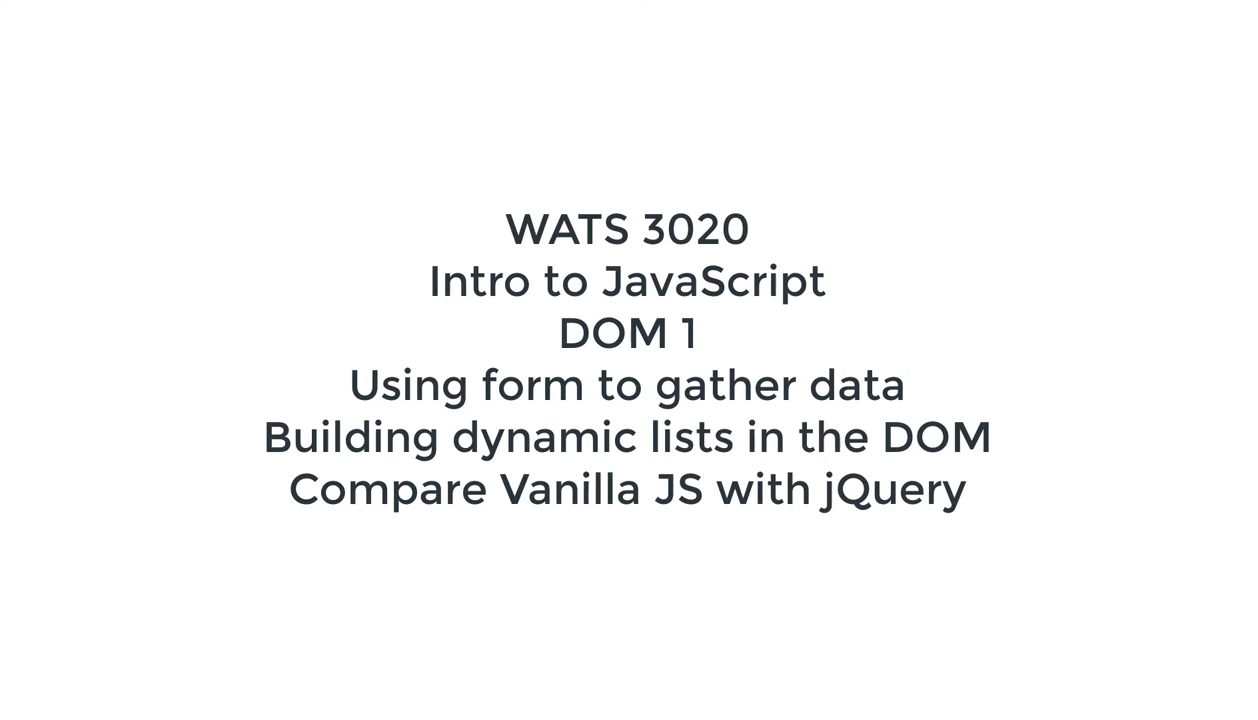 WATS 3020
Intro to JavaScript
DOM 1
Using form to gather data
Building dynamic lists in the DOM
Compare Vanilla JS with jQuery